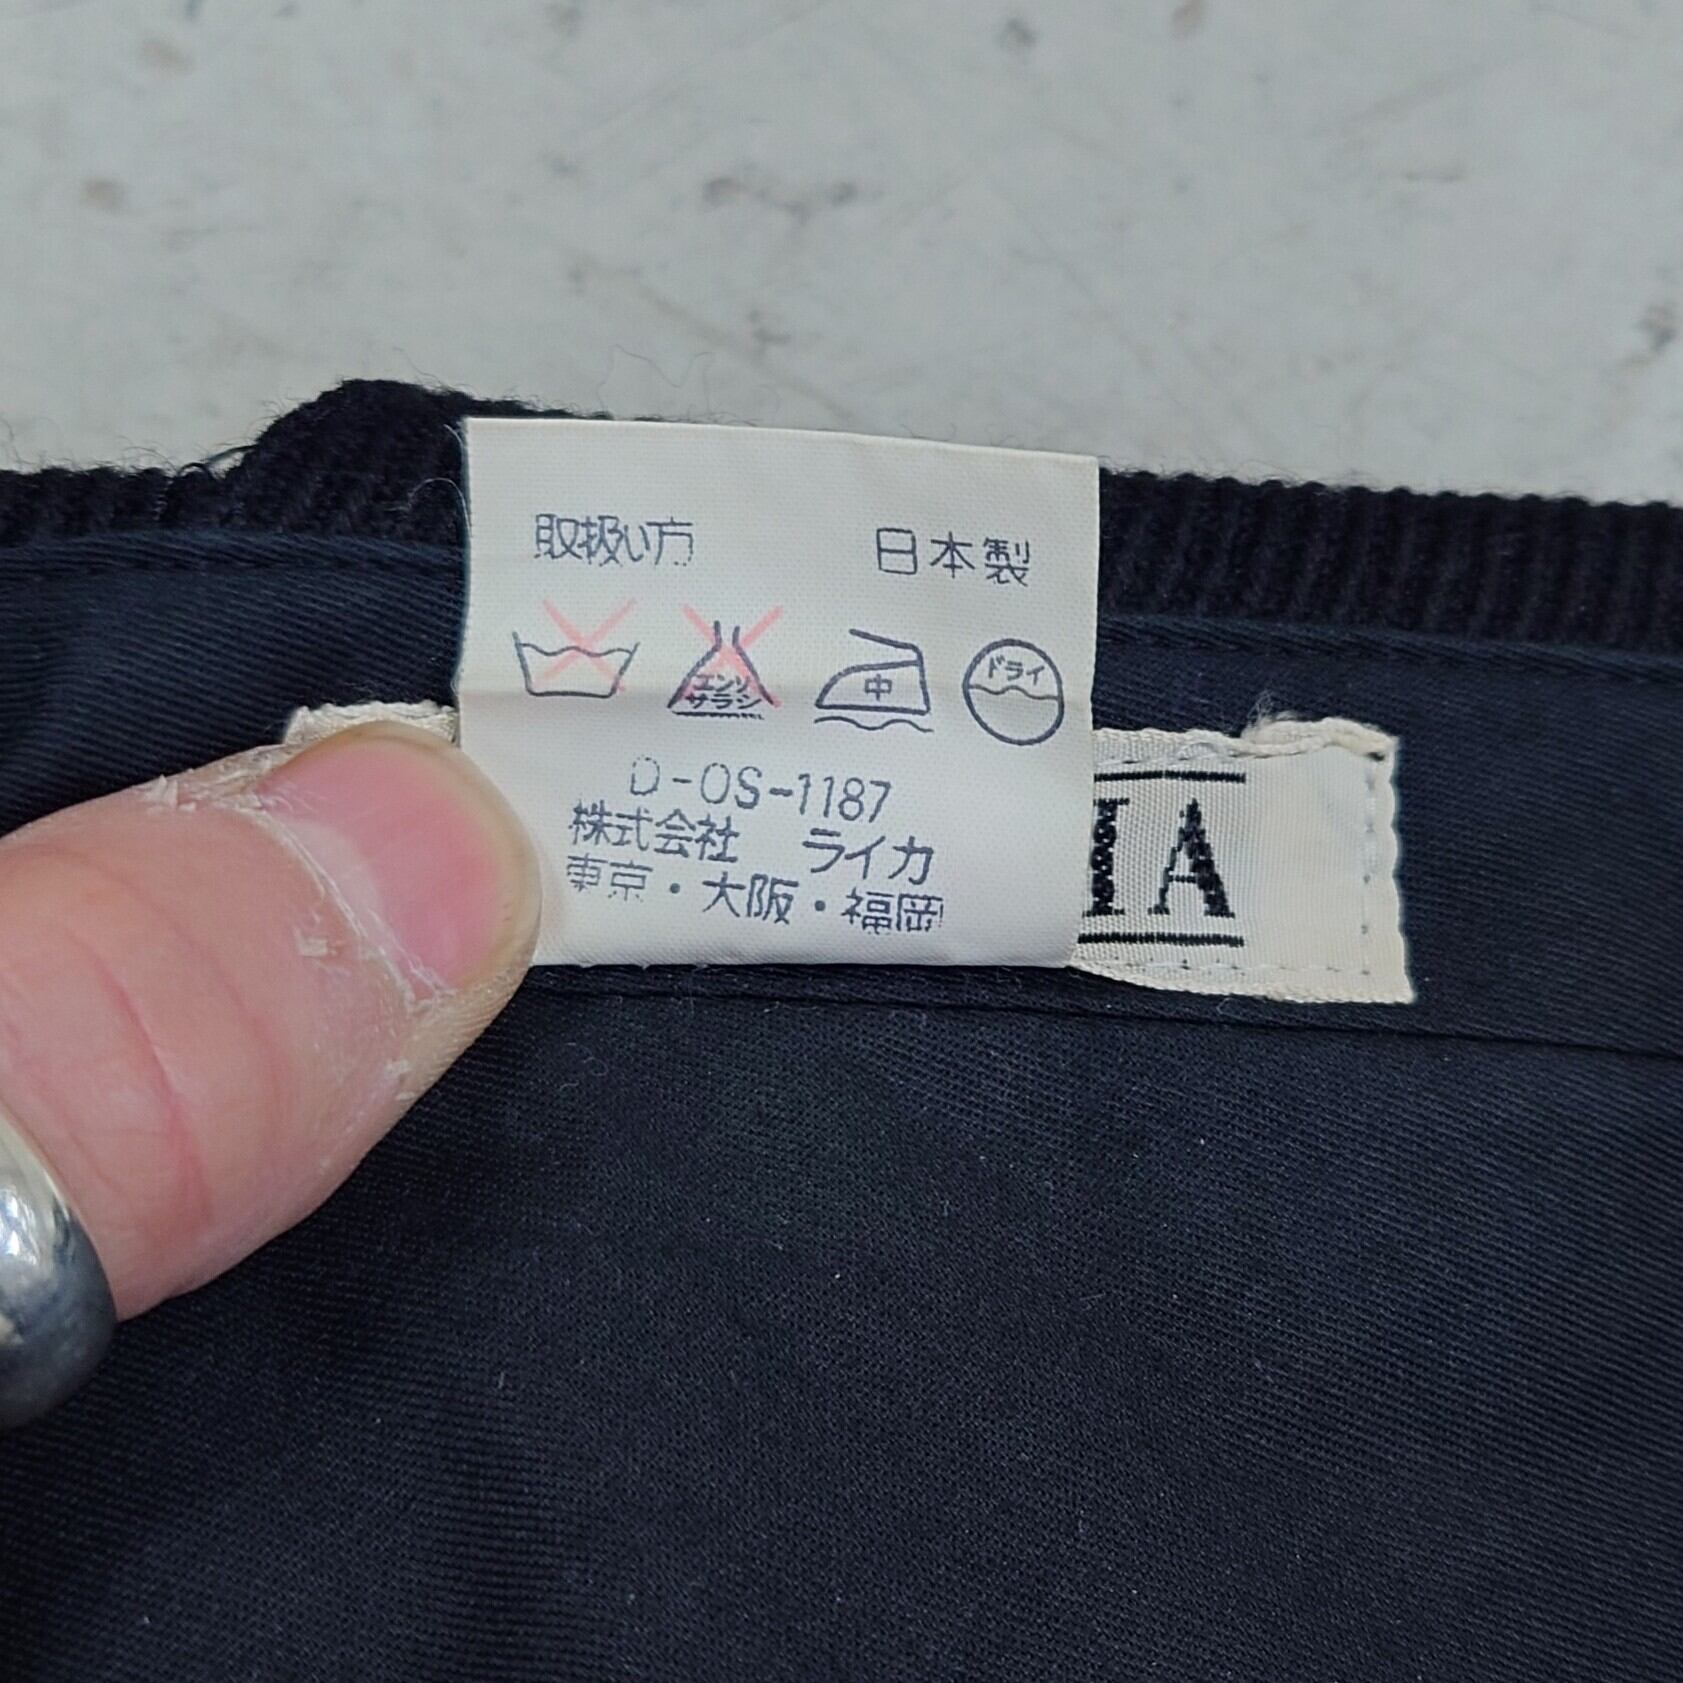 取扱い方 日本製
エンソ
サラシ
中
ドライ
D-OS-1187
株式会社 ライカ
東京・大阪・福岡
IA